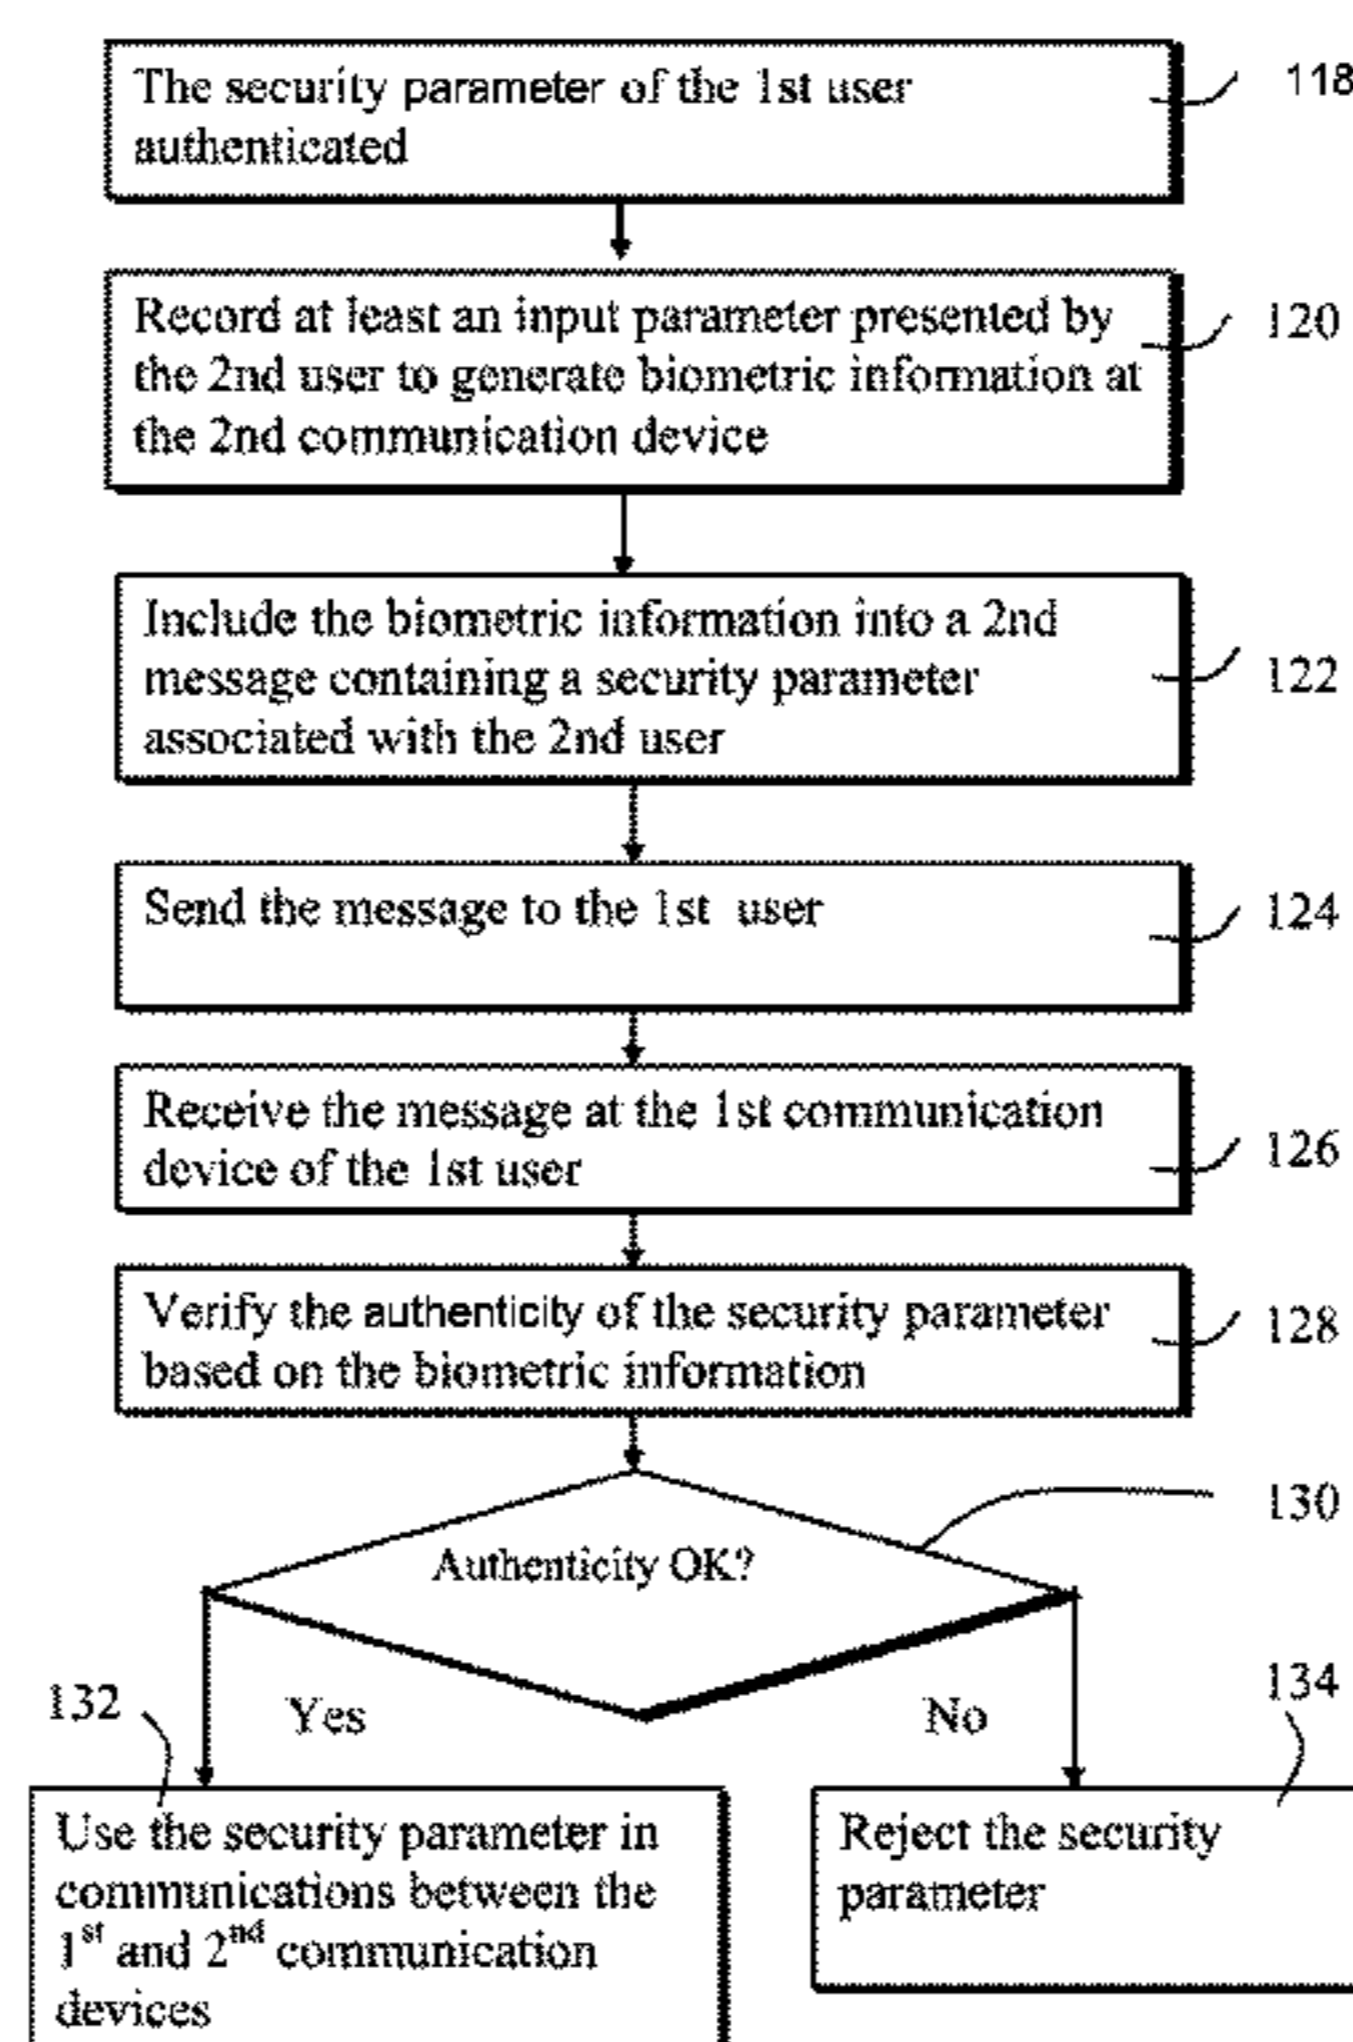 The security parameter of the 1st user
authenticated
118
Record at least an input parameter presented by
the 2nd user to generate biometric information at
the 2nd communication device
120
Include the biometric information into a 2nd
message containing a security parameter
associated with the 2nd user
122
Send the message to the 1st user
124
Receive the message at the 1st communication
device of the 1st user
126
Verify the authenticity of the security parameter
based on the biometric information
128
Authenticity OK?
130
132
Yes
No
134
Use the security parameter in
communications between the
1st and 2nd communication
devices
Reject the security
parameter